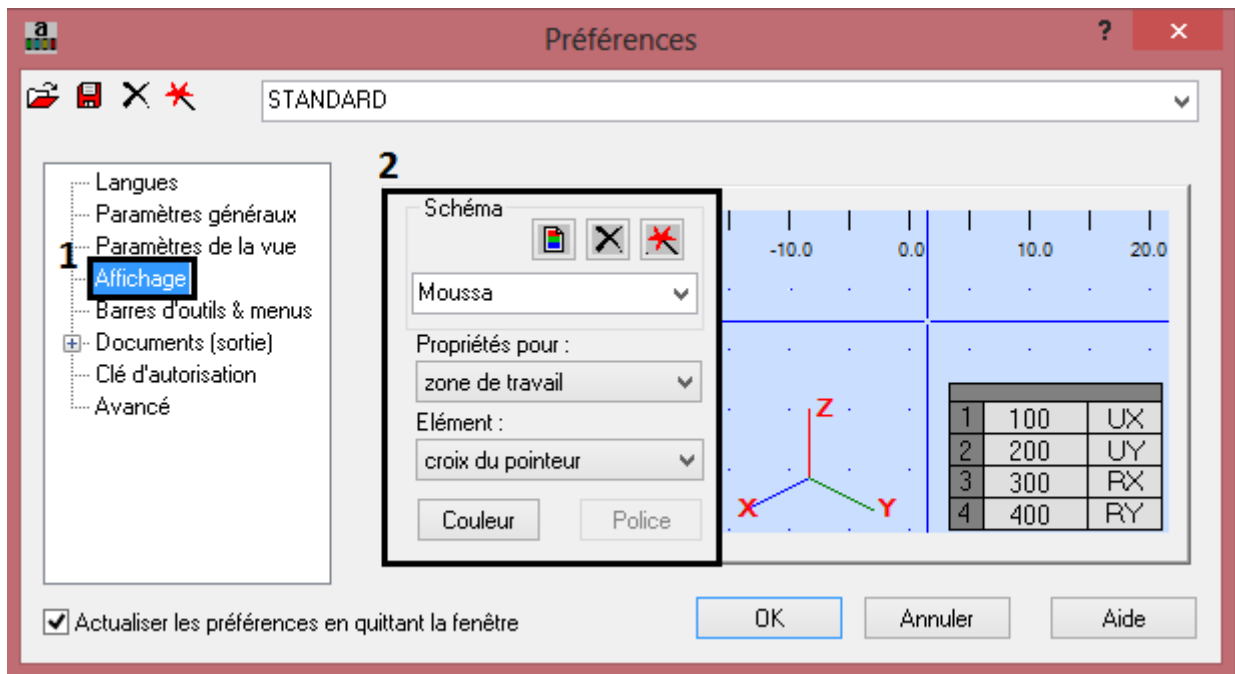 a
Préférences
?
×
STANDARD
Langues
Paramètres généraux
Paramètres de la vue
1
Affichage
Barres d'outils & menus
Documents (sortie)
Clé d'autorisation
Avancé
2
Schéma
Moussa
Propriétés pour :
zone de travail
Elément :
croix du pointeur
Couleur
Police
-10.0 0.0 10.0 20.0
Z
X
Y
1 100 UX
2 200 UY
3 300 RX
4 400 RY
Actualiser les préférences en quittant la fenêtre
OK
Annuler
Aide